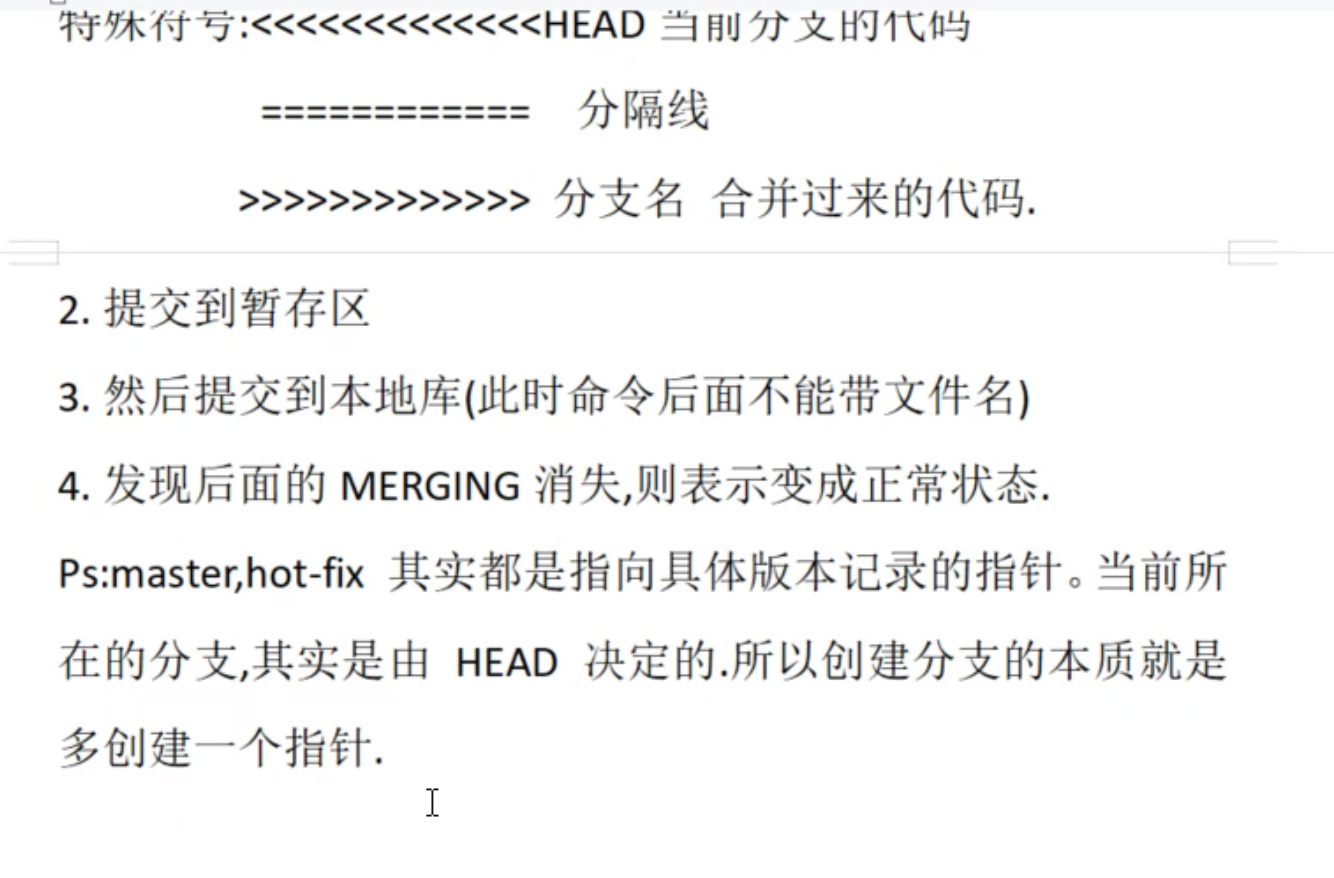 特殊符号:<<<<<<<<<<<<<HEAD 当前分支的代码
============ 分隔线
>>>>>>>>>>>>> 分支名 合并过来的代码.
2. 提交到暂存区
3. 然后提交到本地库(此时命令后面不能带文件名)
4. 发现后面的 MERGING 消失,则表示变成正常状态.
Ps:master,hot-fix 其实都是指向具体版本记录的指针。当前所
在的分支,其实是由 HEAD 决定的.所以创建分支的本质就是
多创建一个指针.